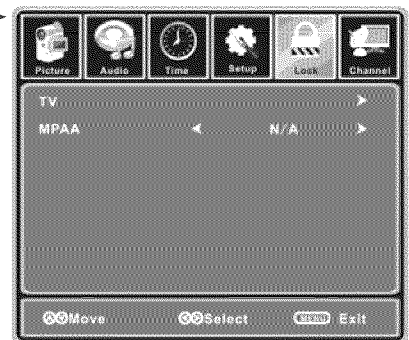 Picture Audio Time Setup Lock Channel
TV
MPAA N/A
Move Select MENU Exit